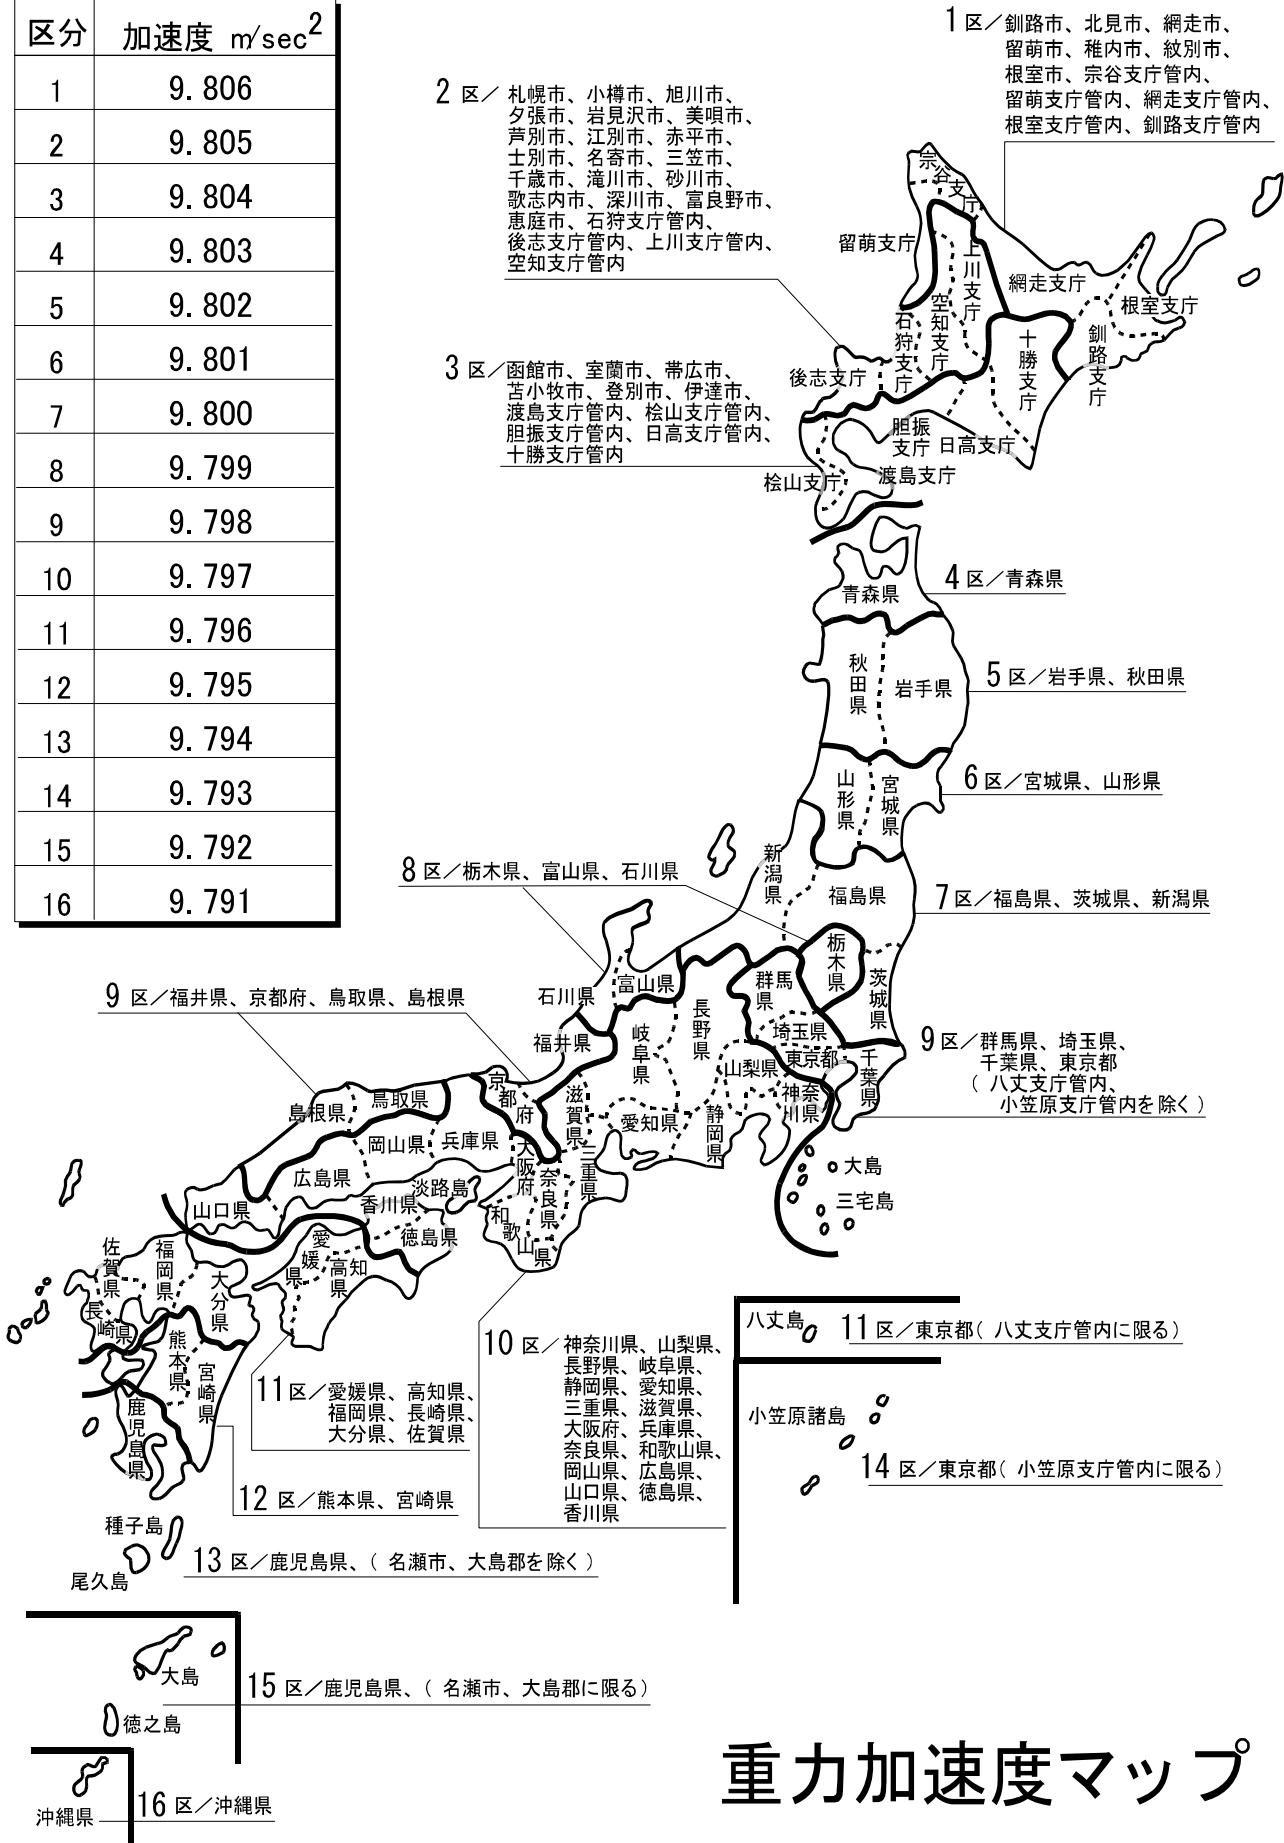 区分 加速度 m/sec2
1 9.806
2 9.805
3 9.804
4 9.803
5 9.802
6 9.801
7 9.800
8 9.799
9 9.798
10 9.797
11 9.796
12 9.795
13 9.794
14 9.793
15 9.792
16 9.791
1 区／釧路市、北見市、網走市、
留萌市、稚内市、紋別市、
根室市、宗谷支庁管内、
留萌支庁管内、網走支庁管内、
根室支庁管内、釧路支庁管内
2 区／ 札幌市、小樽市、旭川市、
夕張市、岩見沢市、美唄市、
芦別市、江別市、赤平市、
士別市、名寄市、三笠市、
千歳市、滝川市、砂川市、
歌志内市、深川市、富良野市、
恵庭市、石狩支庁管内、
後志支庁管内、上川支庁管内、
空知支庁管内
3 区／函館市、室蘭市、帯広市、
苫小牧市、登別市、伊達市、
渡島支庁管内、桧山支庁管内、
胆振支庁管内、日高支庁管内、
十勝支庁管内
宗谷支庁
留萌支庁
上川支庁
網走支庁
根室支庁
空知支庁
石狩支庁
十勝支庁
釧路支庁
後志支庁
胆振
支庁
日高支庁
桧山支庁
渡島支庁
青森県
4 区／青森県
秋田県
岩手県
5 区／岩手県、秋田県
山形県
宮城県
6 区／宮城県、山形県
新潟県
福島県
7 区／福島県、茨城県、新潟県
8 区／栃木県、富山県、石川県
栃木県
茨城県
群馬
県
富山県
石川県
長野県
埼玉県
9 区／福井県、京都府、鳥取県、島根県
福井県
岐阜県
山梨県
東京都
千葉県
神奈
川県
9 区／群馬県、埼玉県、
千葉県、東京都
( 八丈支庁管内、
小笠原支庁管内を除く )
京都府
滋賀県
愛知県
静岡県
島根県
鳥取県
岡山県
兵庫県
大阪府
三重県
奈良県
広島県
淡路島
香川県
山口県
徳島県
和歌山県
大島
三宅島
愛媛県
高知
県
佐賀県
福岡県
大分県
長崎県
熊本県
宮崎県
鹿児島県
八丈島
11 区／東京都( 八丈支庁管内に限る )
小笠原諸島
14 区／東京都( 小笠原支庁管内に限る )
10 区／神奈川県、山梨県、
長野県、岐阜県、
静岡県、愛知県、
三重県、滋賀県、
大阪府、兵庫県、
奈良県、和歌山県、
岡山県、広島県、
山口県、徳島県、
香川県
11 区／愛媛県、高知県、
福岡県、長崎県、
大分県、佐賀県
12 区／熊本県、宮崎県
種子島
尾久島
13 区／鹿児島県、( 名瀬市、大島郡を除く )
大島
15 区／鹿児島県、( 名瀬市、大島郡に限る )
徳之島
沖縄県
16 区／沖縄県
重力加速度マップ